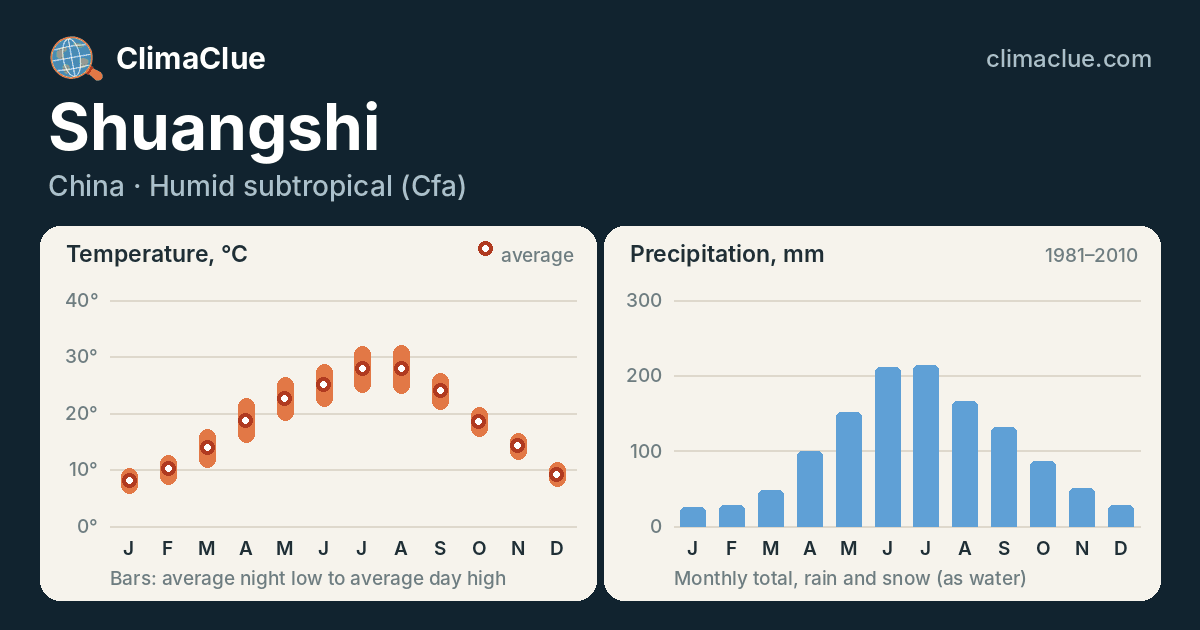 ClimaClue
climaclue.com
Shuangshi
China · Humid subtropical (Cfa)
Temperature, °C
average
40°
30°
20°
10°
0°
J F M A M J J A S O N D
Bars: average night low to average day high
Precipitation, mm
1981–2010
300
200
100
0
J F M A M J J A S O N D
Monthly total, rain and snow (as water)